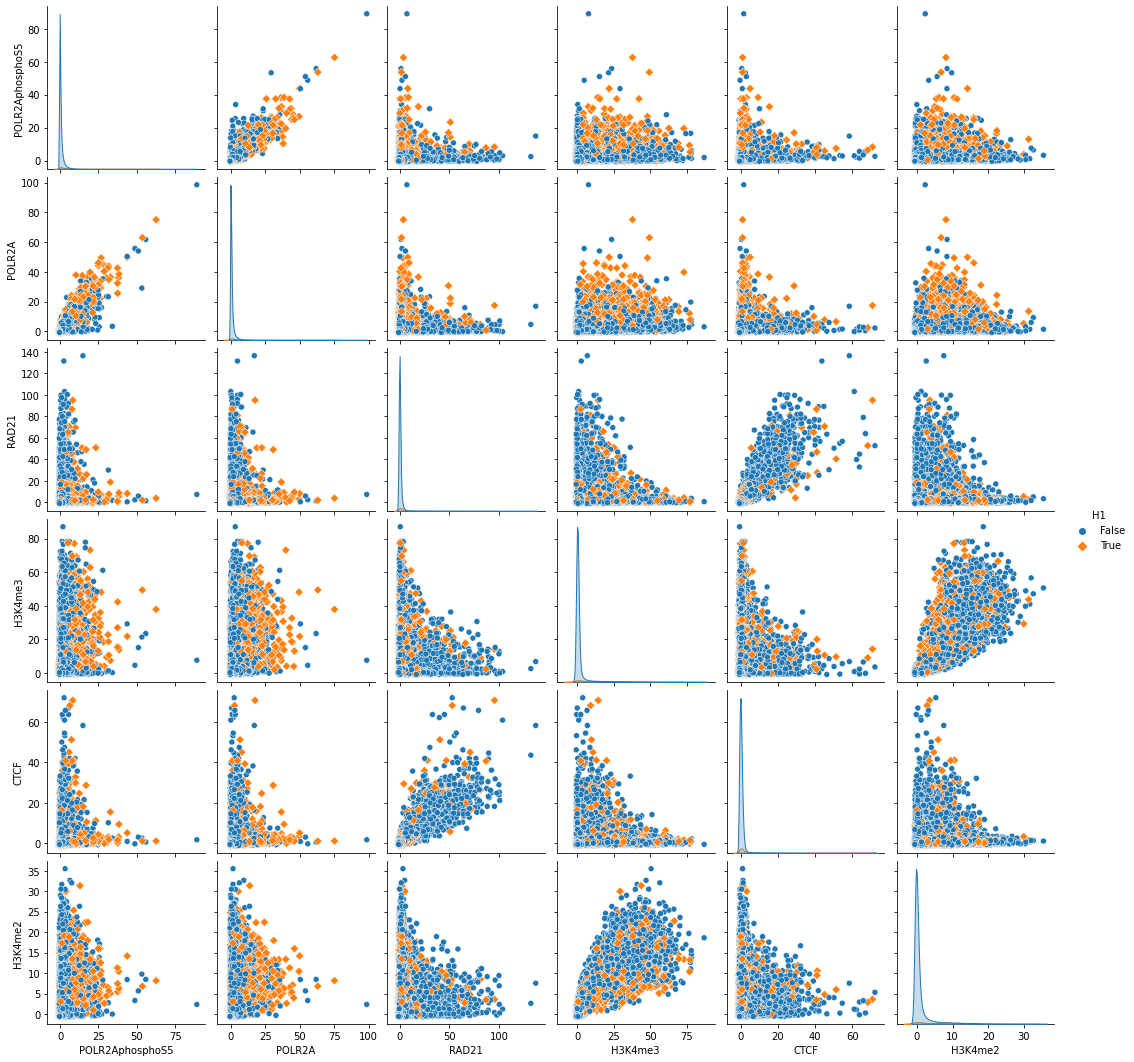 POLR2AphosphoS5
80
60
40
20
0
POLR2A
100
80
60
40
20
0
RAD21
140
120
100
80
60
40
20
0
H3K4me3
80
60
40
20
0
H1
False
True
CTCF
60
40
20
0
H3K4me2
35
30
25
20
15
10
5
0
0 25 50 75
0 20 40 60 80 100
0 50 100
0 25 50 75
0 20 40 60
0 10 20 30
POLR2AphosphoS5 POLR2A RAD21 H3K4me3 CTCF H3K4me2